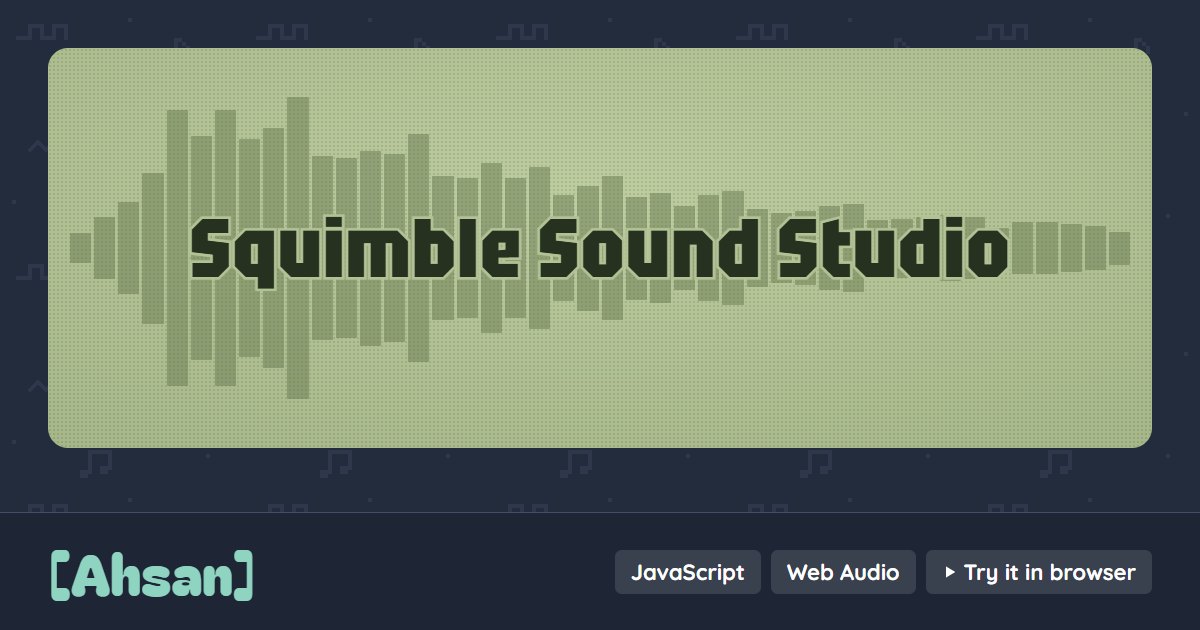 Squimble Sound Studio
[Ahsan]
JavaScript
Web Audio
Try it in browser